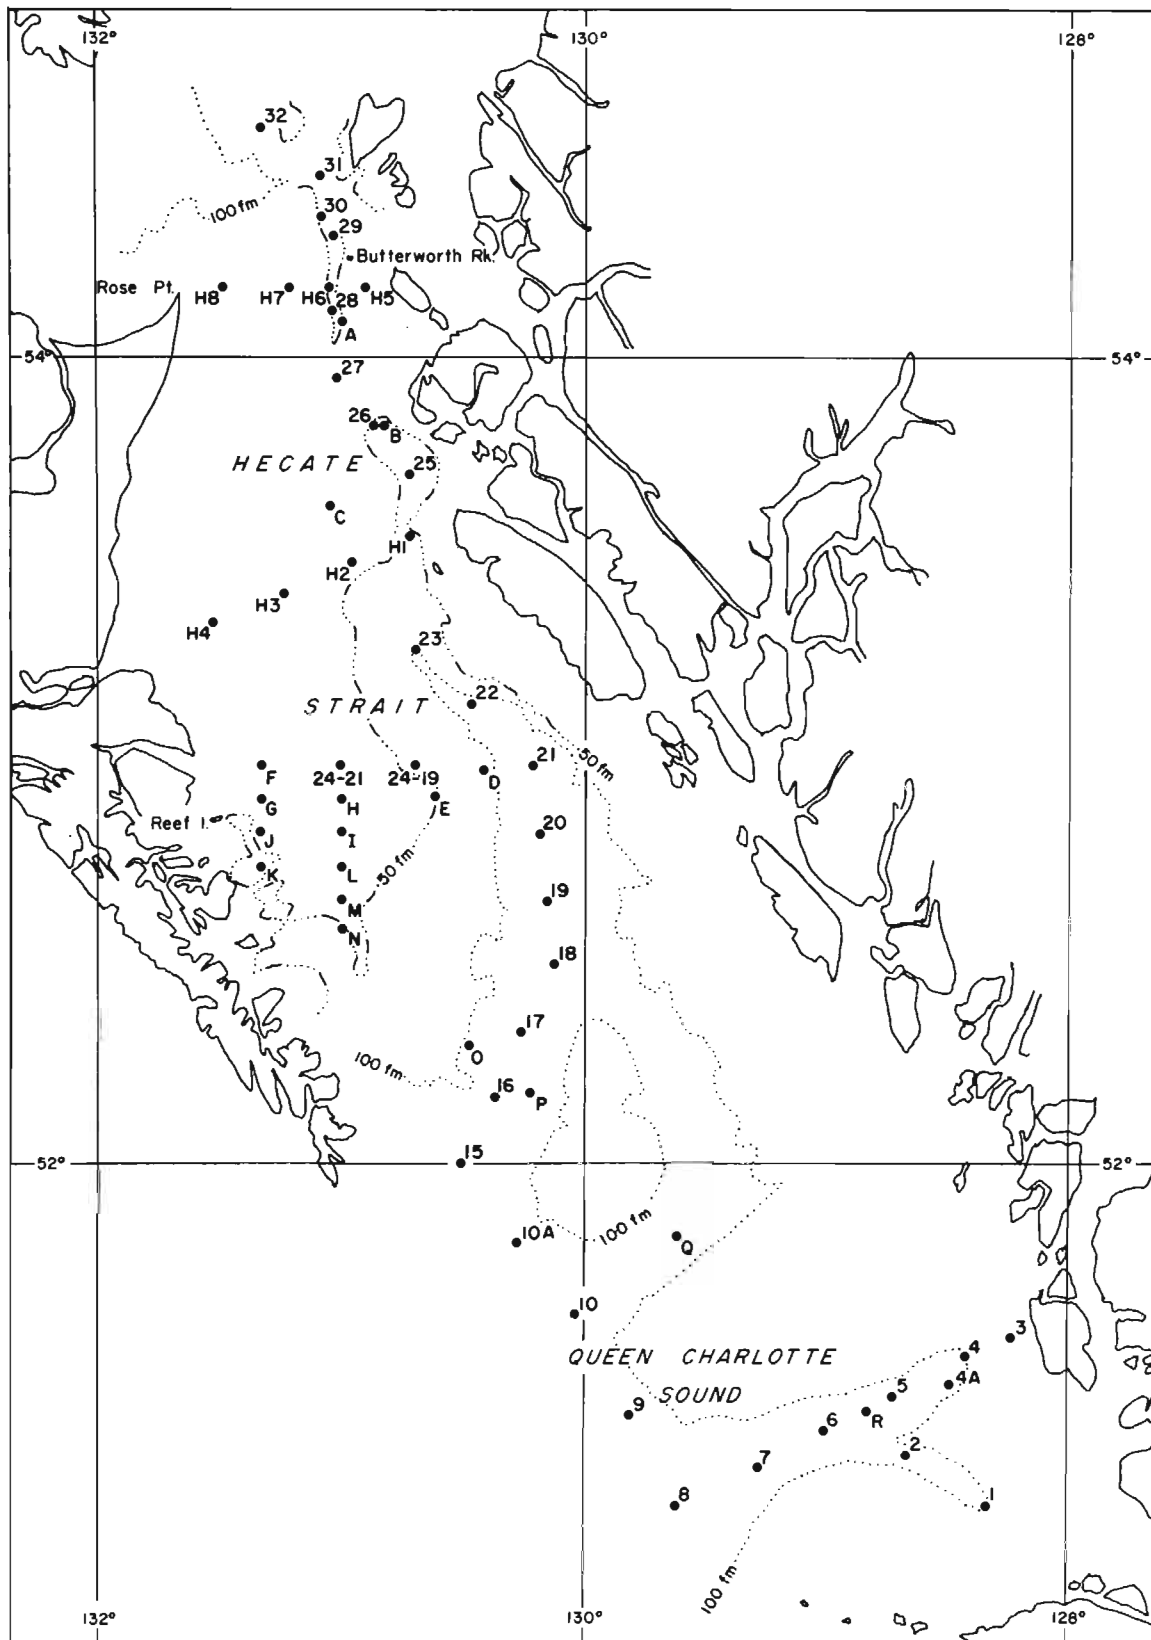 132°
130°
128°
32
31
100 fm
30
29
Butterworth Rk.
Rose Pt.
H8
H7
H6
H5
28
A
54°
54°
27
26
B
HECATE
25
C
H1
H2
H3
H4
23
22
STRAIT
50 fm
21
F
24-21
24-19
D
G
H
E
Reef I.
J
I
20
50 fm
K
L
19
M
N
18
17
O
100 fm
16
P
15
52°
52°
10A
100 fm
Q
10
3
QUEEN CHARLOTTE
SOUND
4
4A
5
9
R
6
2
7
8
1
100 fm
132°
130°
128°